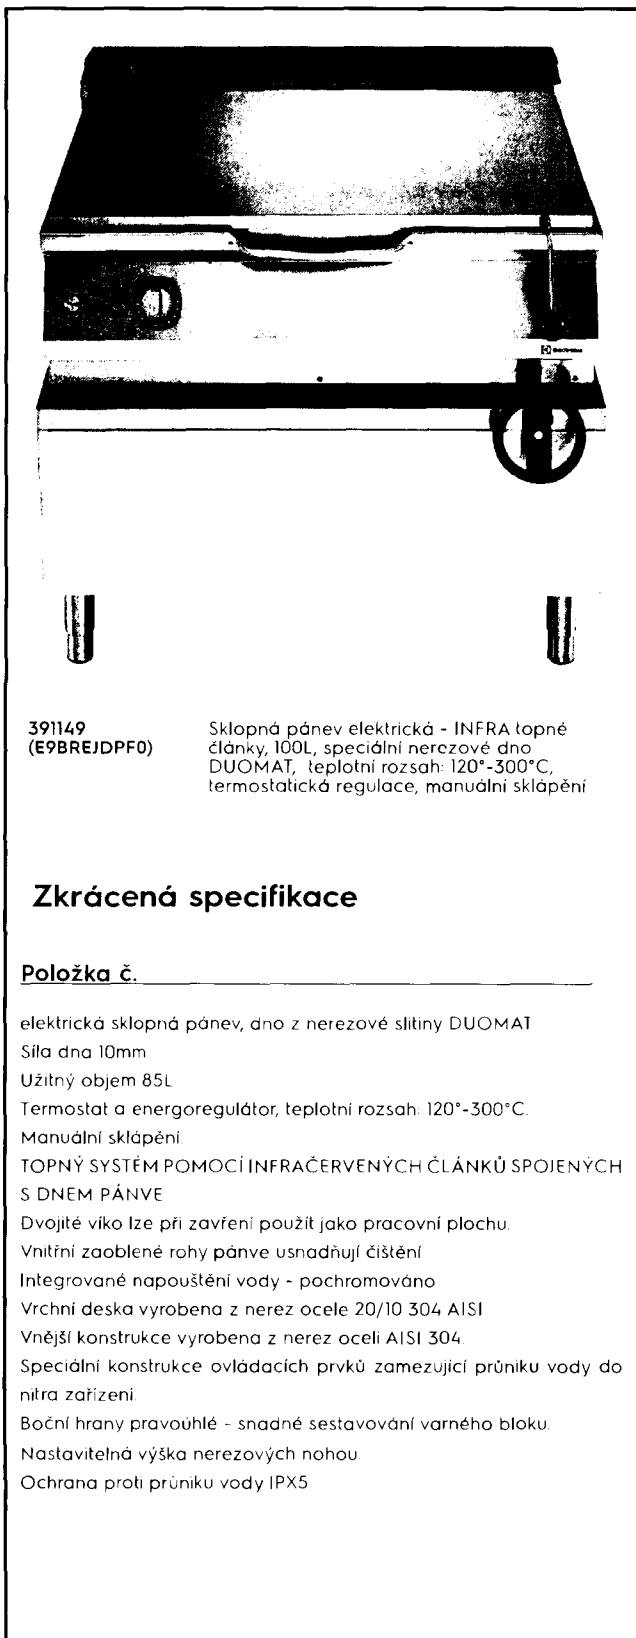 391149
(E9BREJDPF0)
Sklopná pánev elektrická - INFRA topné
články, 100L, speciální nerezové dno
DUOMAT, teplotní rozsah: 120°-300°C,
termostatická regulace, manuální sklápění
Zkrácená specifikace
Položka č.
elektrická sklopná pánev, dno z nerezové slitiny DUOMAT
Síla dna 10mm
Užitný objem 85L
Termostat a energoregulátor, teplotní rozsah: 120°-300°C.
Manuální sklápění.
TOPNÝ SYSTÉM POMOCÍ INFRAČERVENÝCH ČLÁNKŮ SPOJENÝCH
S DNEM PÁNVE
Dvojité víko lze při zavření použít jako pracovní plochu.
Vnitřní zaoblené rohy pánve usnadňují čištění
Integrované napouštění vody - pochromováno
Vrchní deska vyrobena z nerez ocele 20/10 304 AISI
Vnější konstrukce vyrobena z nerez oceli AISI 304.
Speciální konstrukce ovládacích prvků zamezující průniku vody do
nitra zařízení.
Boční hrany pravoúhlé - snadné sestavování varného bloku.
Nastavitelná výška nerezových nohou.
Ochrana proti průniku vody IPX5